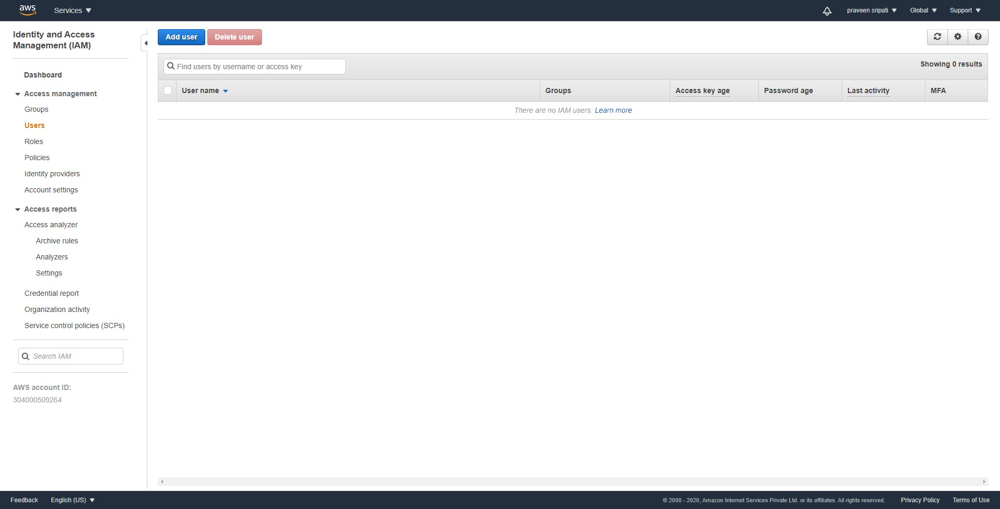 aws
Services
praveen sripati
Global
Support
Identity and Access
Management (IAM)
Dashboard
Access management
Groups
Users
Roles
Policies
Identity providers
Account settings
Access reports
Access analyzer
Archive rules
Analyzers
Settings
Credential report
Organization activity
Service control policies (SCPs)
Search IAM
AWS account ID:
304000509264
Add user
Delete user
Find users by username or access key
Showing 0 results
User name
Groups
Access key age
Password age
Last activity
MFA
There are no IAM users. Learn more
Feedback
English (US)
© 2008 - 2020, Amazon Internet Services Private Ltd. or its affiliates. All rights reserved.
Privacy Policy
Terms of Use